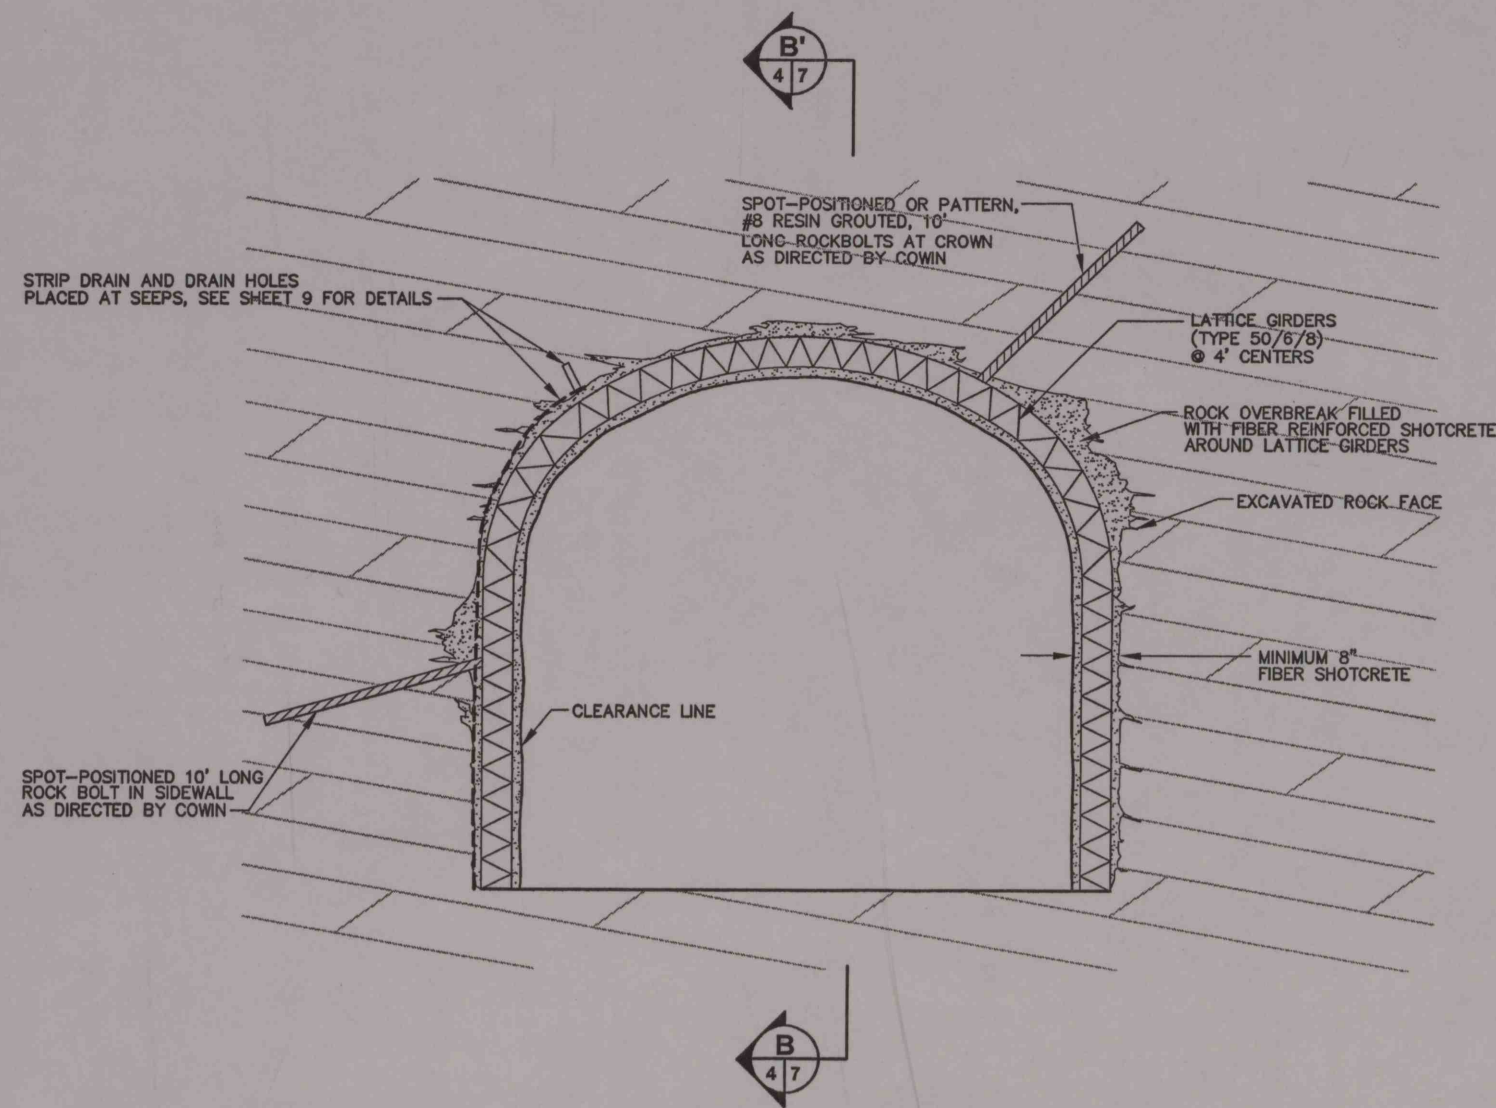 B'
4 7
SPOT-POSITIONED OR PATTERN,
#8 RESIN GROUTED, 10'
LONG ROCKBOLTS AT CROWN
AS DIRECTED BY COWIN
STRIP DRAIN AND DRAIN HOLES
PLACED AT SEEPS, SEE SHEET 9 FOR DETAILS
LATTICE GIRDERS
(TYPE 50/6/8)
@ 4' CENTERS
ROCK OVERBREAK FILLED
WITH FIBER REINFORCED SHOTCRETE
AROUND LATTICE GIRDERS
EXCAVATED ROCK FACE
MINIMUM 8"
FIBER SHOTCRETE
CLEARANCE LINE
SPOT-POSITIONED 10' LONG
ROCK BOLT IN SIDEWALL
AS DIRECTED BY COWIN
B
4 7